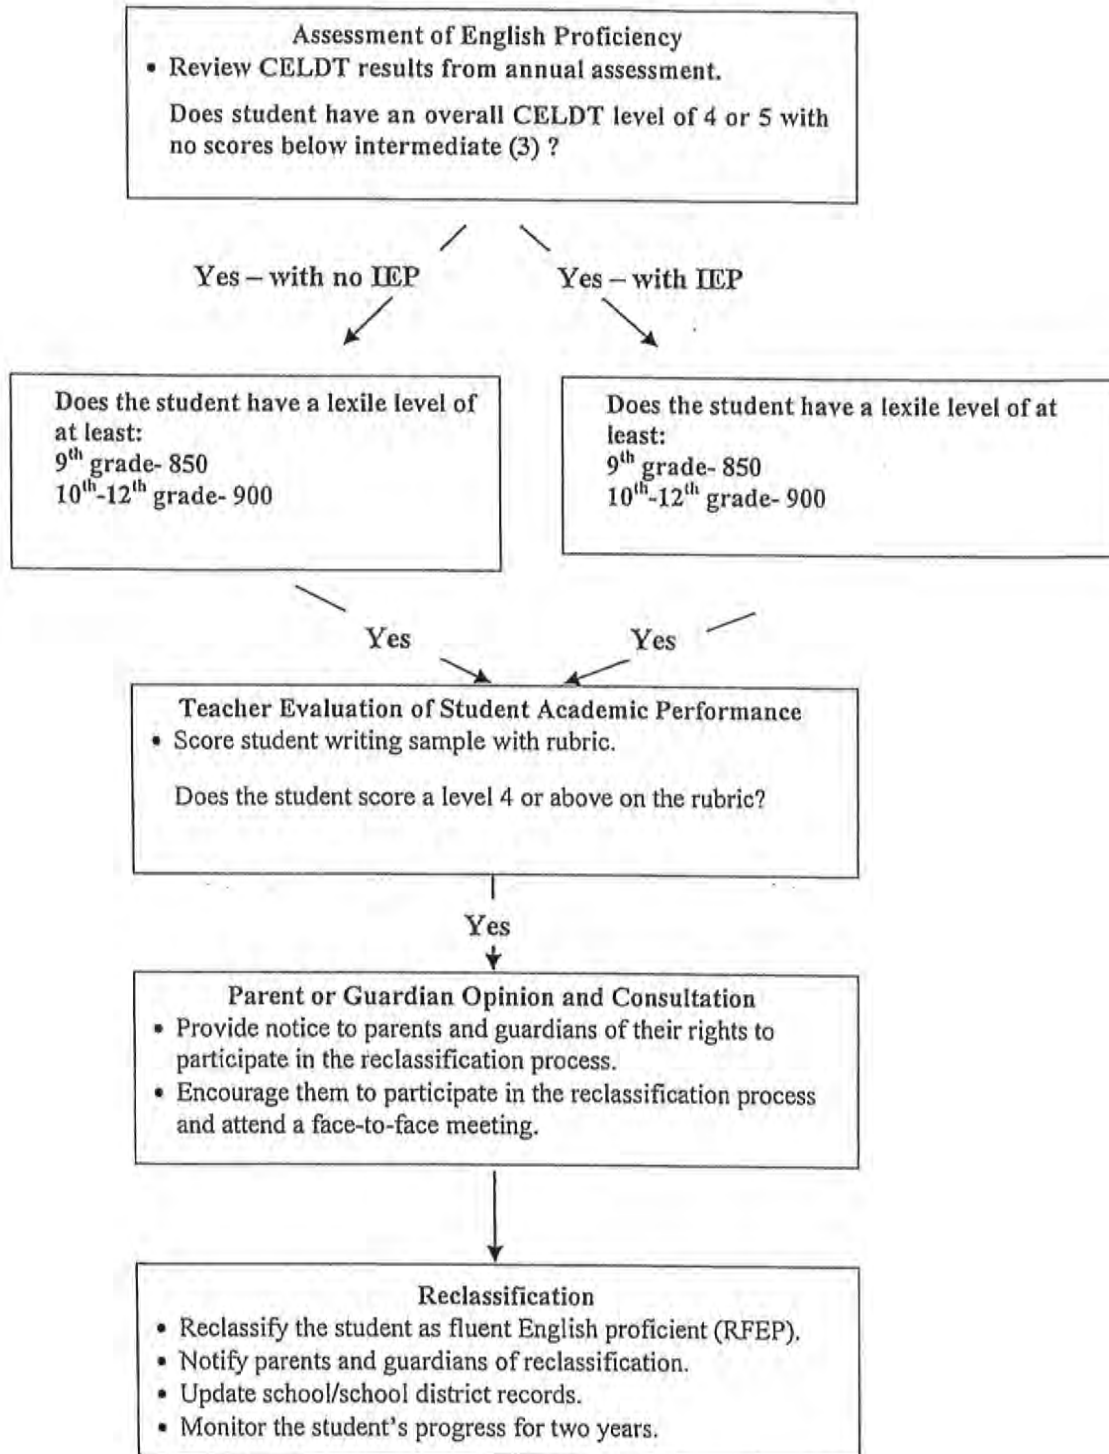 Assessment of English Proficiency
• Review CELDT results from annual assessment.
Does student have an overall CELDT level of 4 or 5 with
no scores below intermediate (3) ?
Yes – with no IEP
Yes – with IEP
Does the student have a lexile level of
at least:
9th grade- 850
10th-12th grade- 900
Does the student have a lexile level of at
least:
9th grade- 850
10th-12th grade- 900
Yes
Yes
Teacher Evaluation of Student Academic Performance
• Score student writing sample with rubric.
Does the student score a level 4 or above on the rubric?
Yes
Parent or Guardian Opinion and Consultation
• Provide notice to parents and guardians of their rights to
participate in the reclassification process.
• Encourage them to participate in the reclassification process
and attend a face-to-face meeting.
Reclassification
• Reclassify the student as fluent English proficient (RFEP).
• Notify parents and guardians of reclassification.
• Update school/school district records.
• Monitor the student's progress for two years.